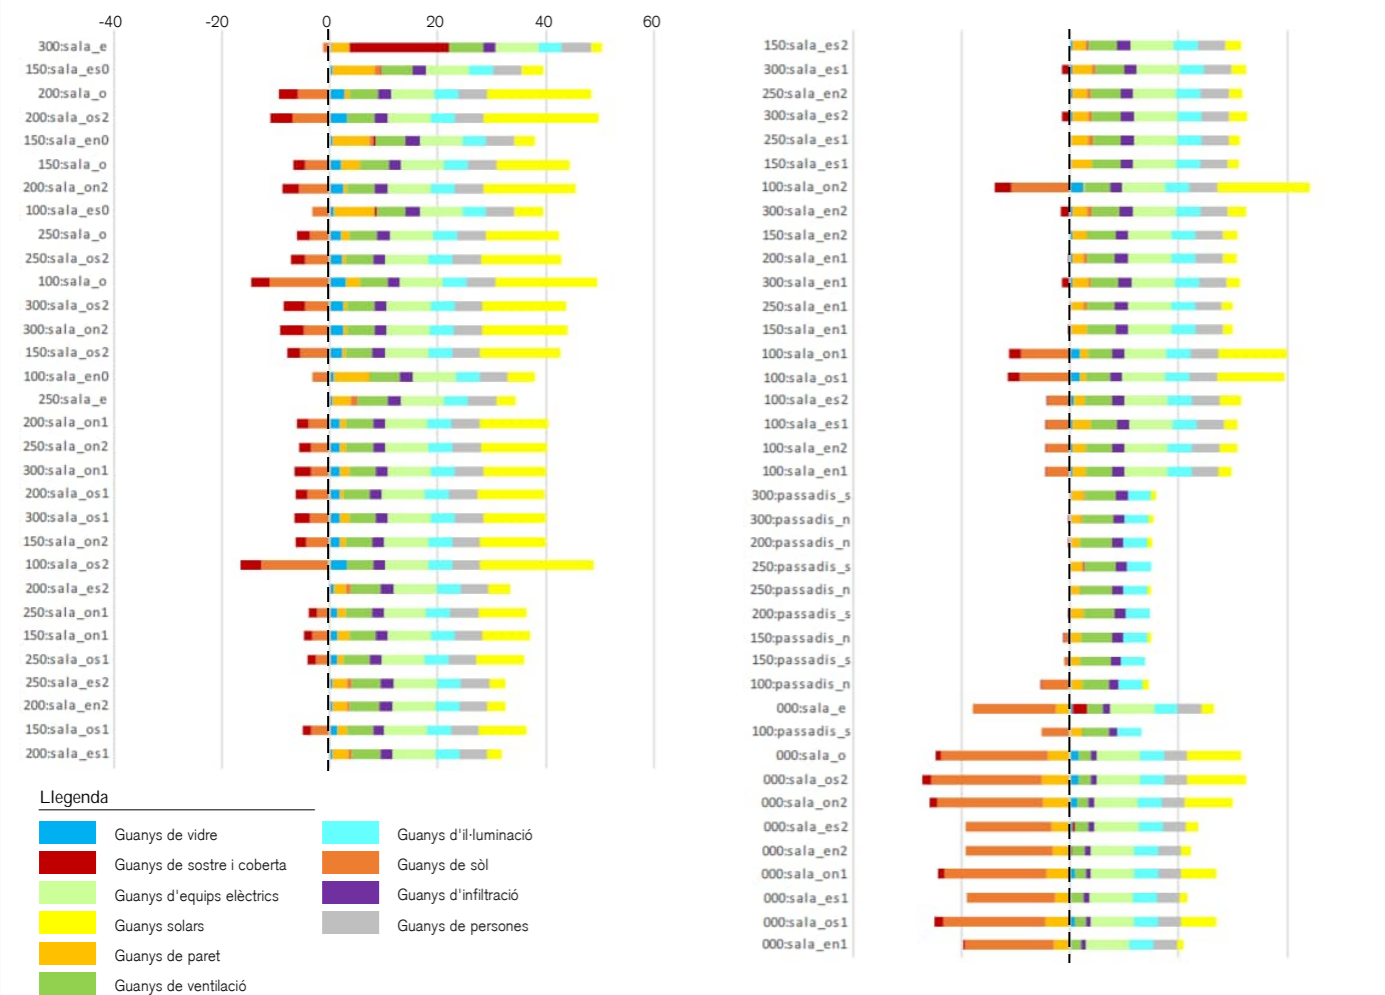 -40 -20 0 20 40 60
300:sala_e
150:sala_es0
200:sala_o
200:sala_os2
150:sala_en0
150:sala_o
200:sala_on2
100:sala_es0
250:sala_o
250:sala_os2
100:sala_o
300:sala_os2
300:sala_on2
150:sala_os2
100:sala_en0
250:sala_e
200:sala_on1
250:sala_on2
300:sala_on1
200:sala_os1
300:sala_os1
150:sala_on2
100:sala_os2
200:sala_es2
250:sala_on1
150:sala_on1
250:sala_os1
250:sala_es2
200:sala_en2
150:sala_os1
200:sala_es1
150:sala_es2
300:sala_es1
250:sala_en2
300:sala_es2
250:sala_es1
150:sala_es1
100:sala_on2
300:sala_en2
150:sala_en2
200:sala_en1
300:sala_en1
250:sala_en1
150:sala_en1
100:sala_on1
100:sala_os1
100:sala_es2
100:sala_es1
100:sala_en2
100:sala_en1
300:passadis_s
300:passadis_n
200:passadis_n
250:passadis_s
250:passadis_n
200:passadis_s
150:passadis_n
150:passadis_s
100:passadis_n
000:sala_e
100:passadis_s
000:sala_o
000:sala_os2
000:sala_on2
000:sala_es2
000:sala_en2
000:sala_on1
000:sala_es1
000:sala_os1
000:sala_en1
Llegenda
Guanys de vidre
Guanys de sostre i coberta
Guanys d'equips elèctrics
Guanys solars
Guanys de paret
Guanys de ventilació
Guanys d'il·luminació
Guanys de sòl
Guanys d'infiltració
Guanys de persones